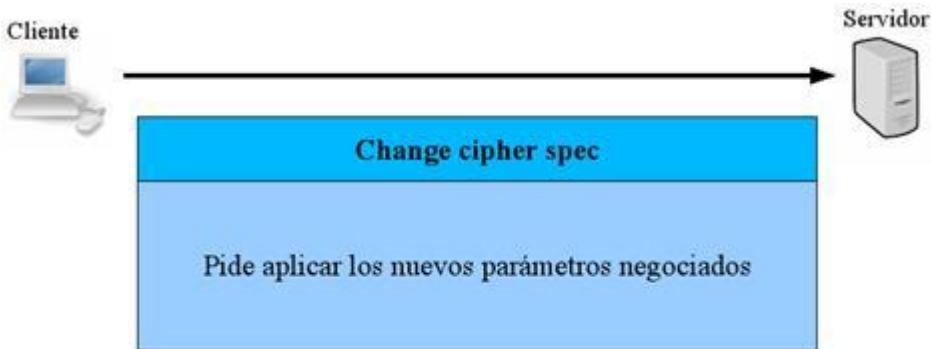 Cliente
Servidor
Change cipher spec
Pide aplicar los nuevos parámetros negociados